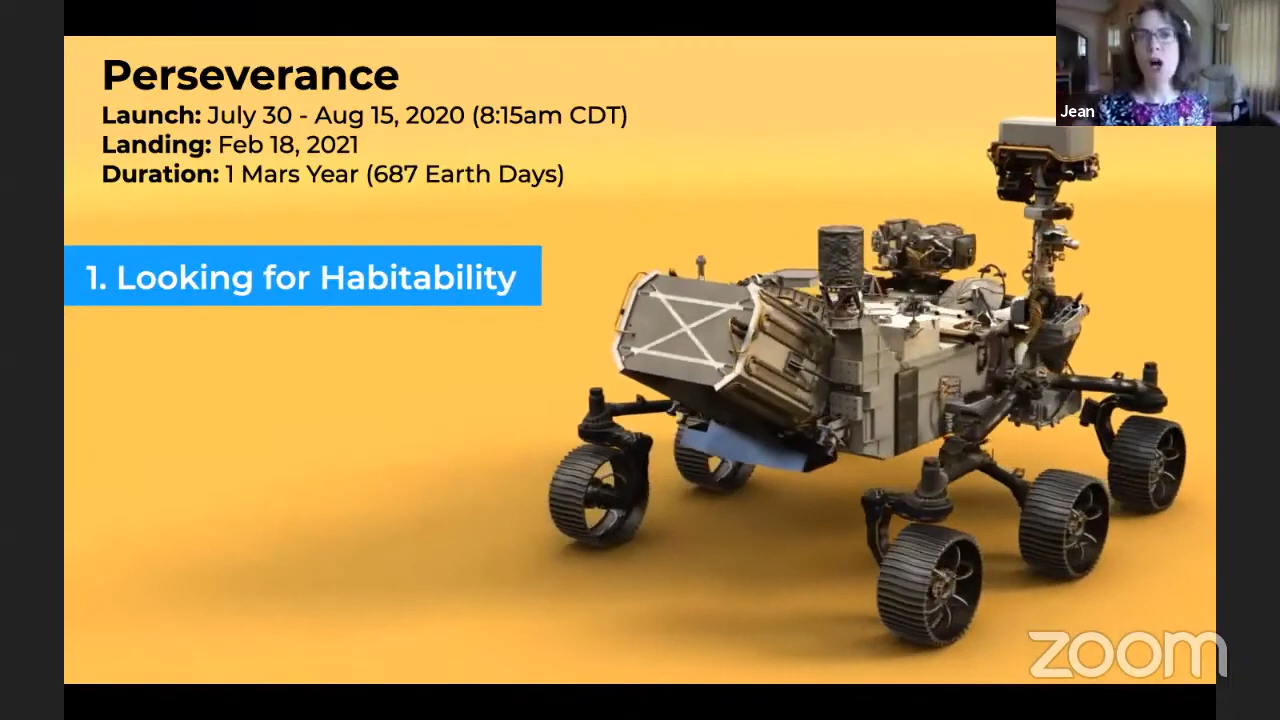 Perseverance
Launch: July 30 - Aug 15, 2020 (8:15am CDT)
Landing: Feb 18, 2021
Duration: 1 Mars Year (687 Earth Days)
1. Looking for Habitability
Jean
zoom